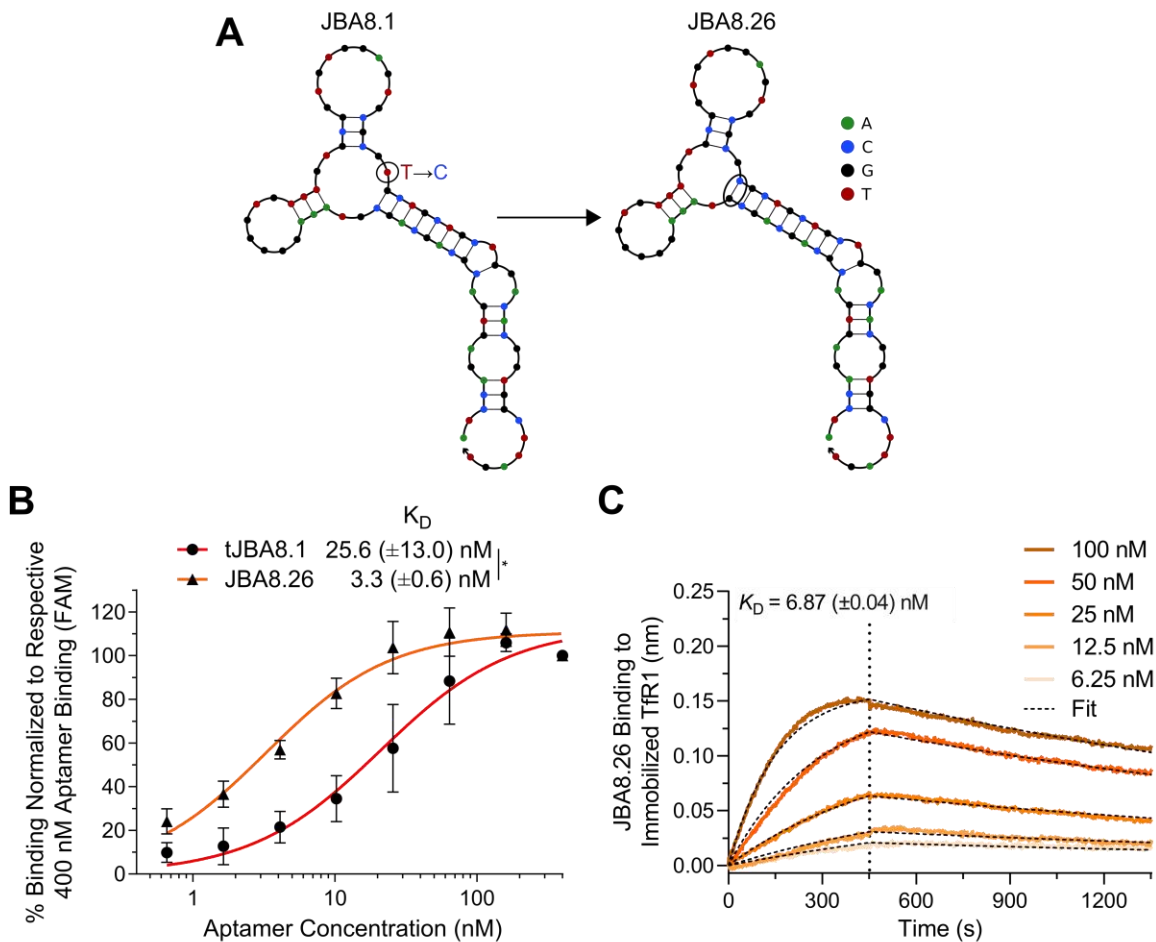 A
JBA8.1
JBA8.26
T→C
A
C
G
T
B
K_D
tJBA8.1 25.6 (±13.0) nM
JBA8.26 3.3 (±0.6) nM
*
% Binding Normalized to Respective
400 nM Aptamer Binding (FAM)
120
100
80
60
40
20
0
1 10 100
Aptamer Concentration (nM)
C
100 nM
50 nM
25 nM
12.5 nM
6.25 nM
Fit
K_D = 6.87 (±0.04) nM
JBA8.26 Binding to
Immobilized TfR1 (nm)
0.25
0.20
0.15
0.10
0.05
0.00
0 300 600 900 1200
Time (s)